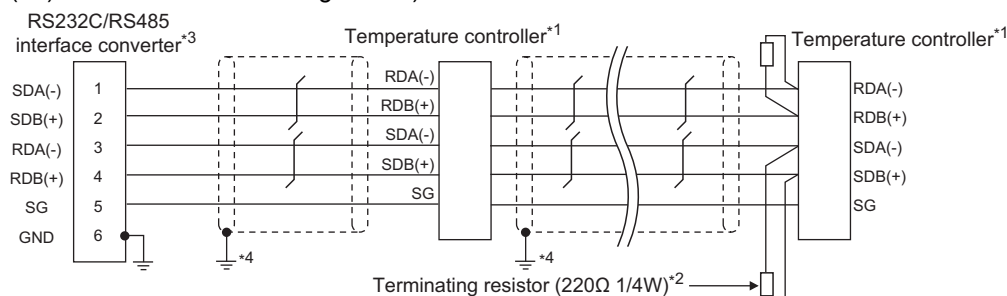 RS232C/RS485
interface converter*3
Temperature controller*1
Temperature controller*1
SDA(-) 1 RDA(-) RDA(-)
SDB(+) 2 RDB(+) RDB(+)
RDA(-) 3 SDA(-) SDA(-)
RDB(+) 4 SDB(+) SDB(+)
SG 5 SG SG
GND 6
*4 *4
Terminating resistor (220Ω 1/4W)*2